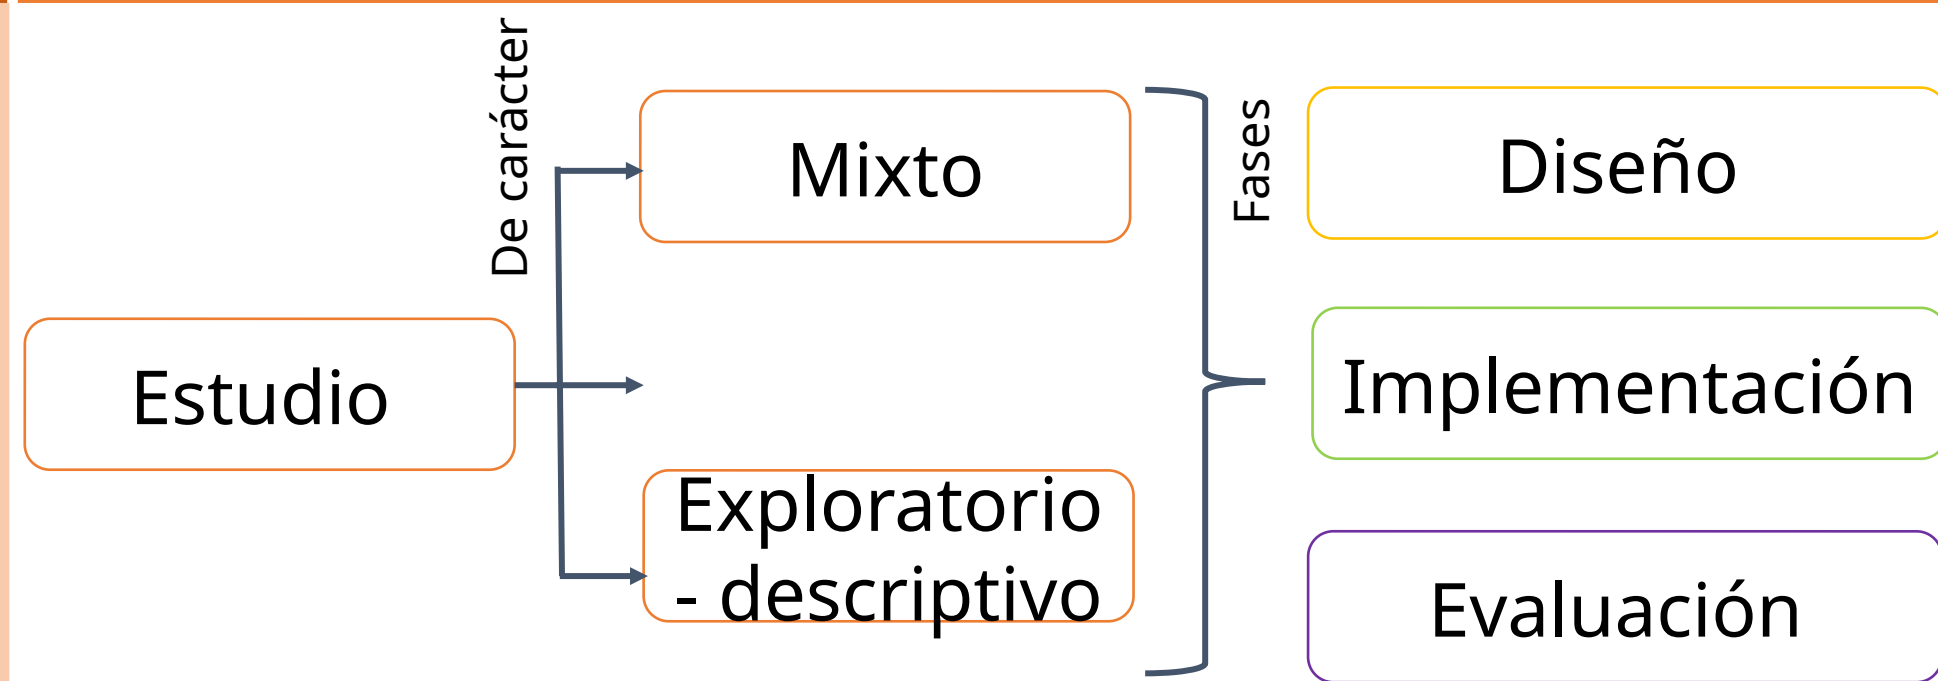 Estudio
De carácter
Mixto
Exploratorio
- descriptivo
Fases
Diseño
Implementación
Evaluación